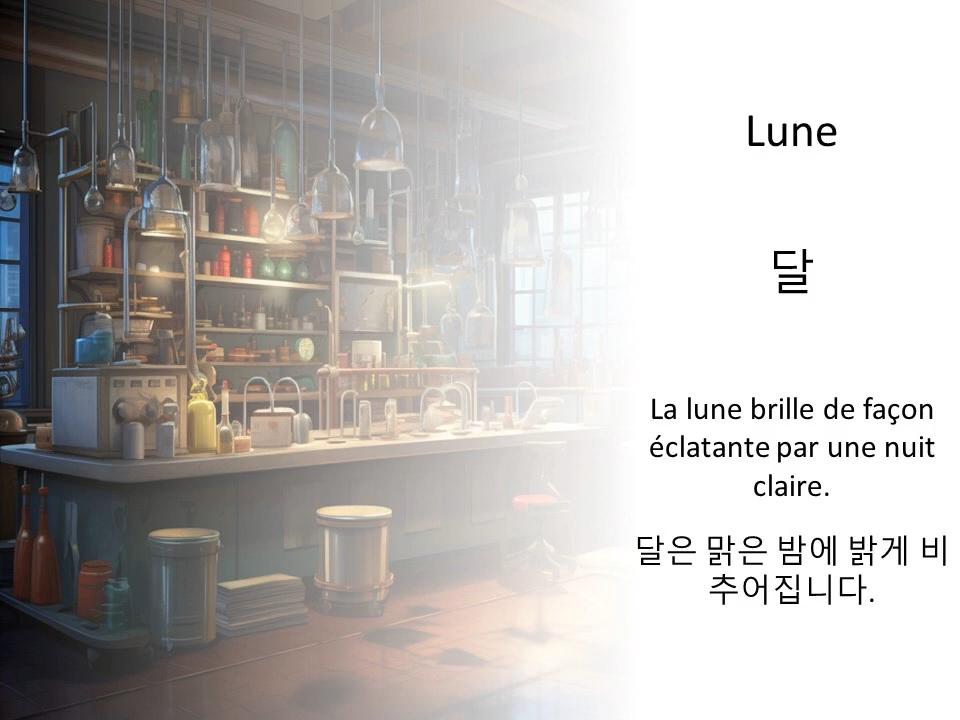 Lune
달
La lune brille de façon
éclatante par une nuit
claire.
달은 맑은 밤에 밝게 비
추어집니다.